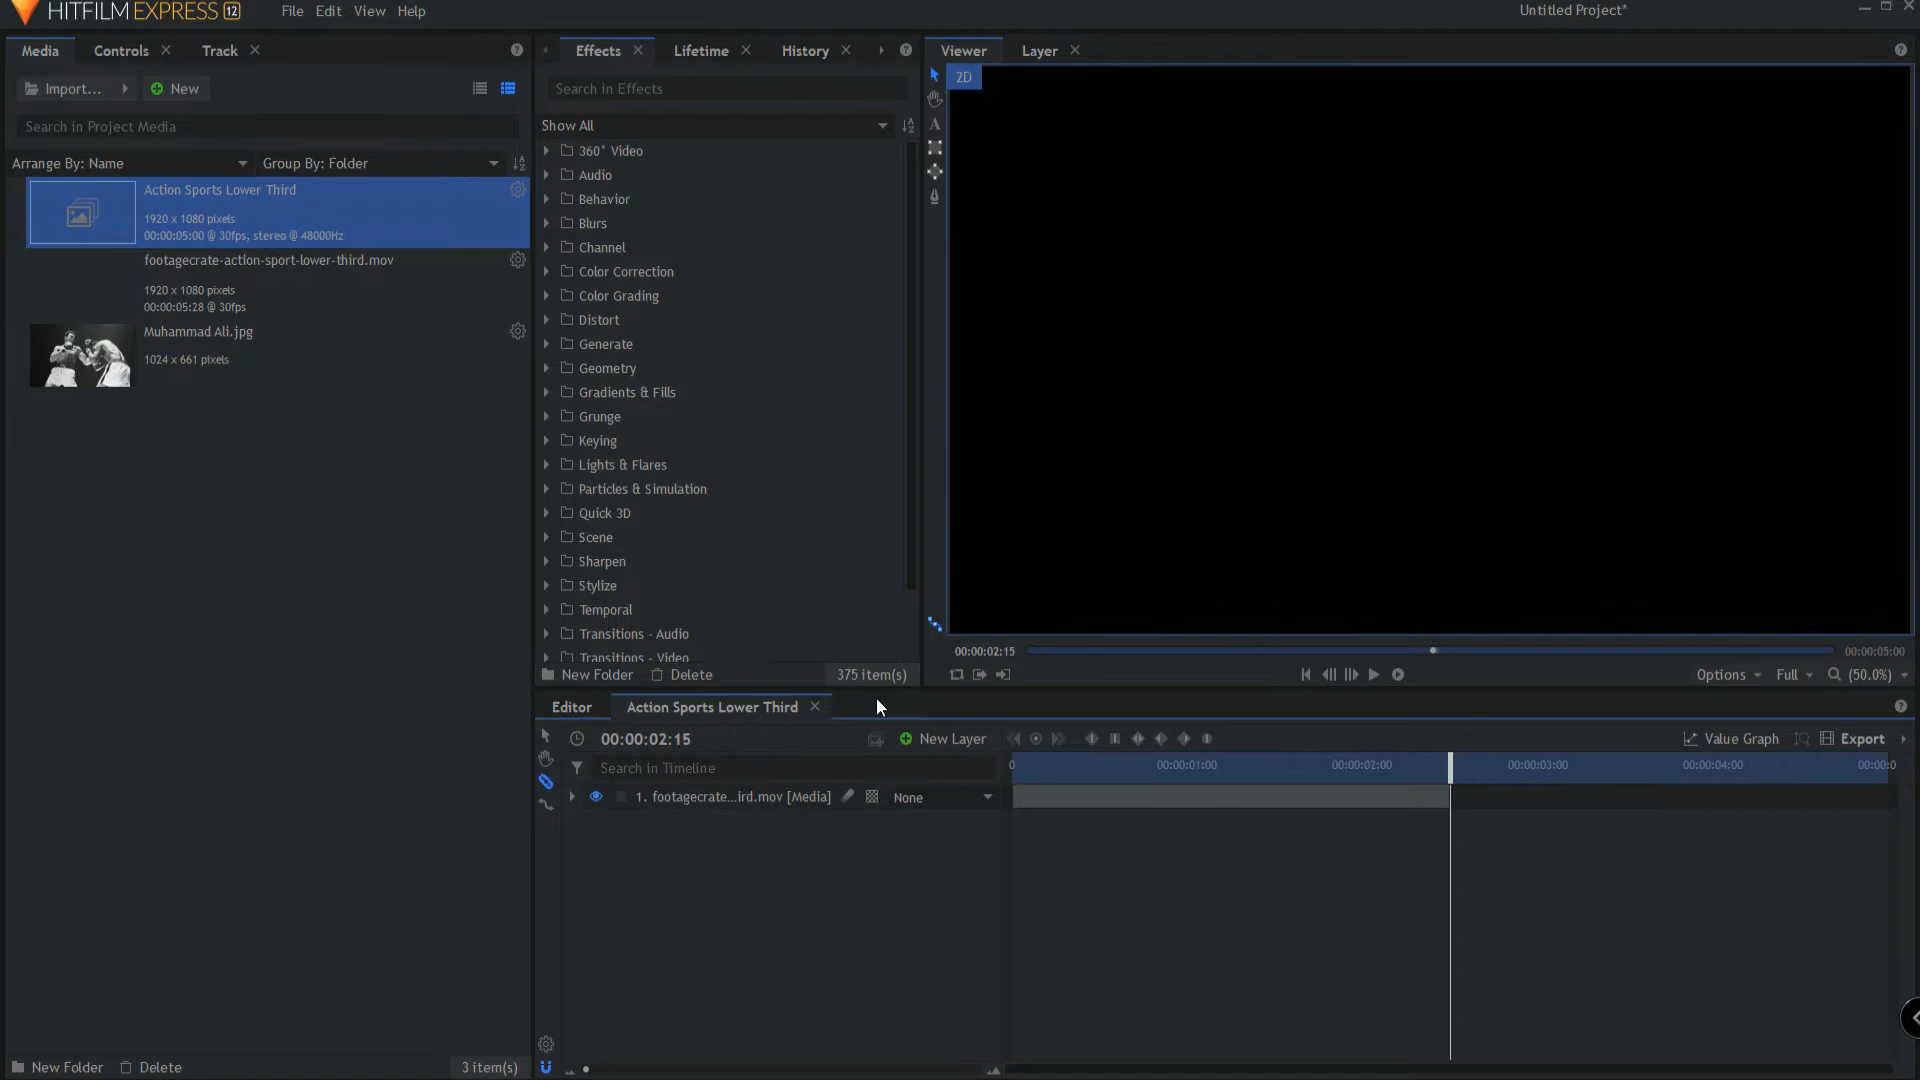 HITFILM EXPRESS 12
File Edit View Help
Untitled Project*
Media Controls Track
Effects Lifetime History
Viewer Layer
Import... New
Search in Project Media
Arrange By: Name Group By: Folder
Action Sports Lower Third
1920 x 1080 pixels
00:00:05:00 @ 30fps, stereo @ 48000Hz
footagecrate-action-sport-lower-third.mov
1920 x 1080 pixels
00:00:05:28 @ 30fps
Muhammad Ali.jpg
1024 x 661 pixels
New Folder Delete 3 item(s)
Search in Effects
Show All
360° Video
Audio
Behavior
Blurs
Channel
Color Correction
Color Grading
Distort
Generate
Geometry
Gradients & Fills
Grunge
Keying
Lights & Flares
Particles & Simulation
Quick 3D
Scene
Sharpen
Stylize
Temporal
Transitions - Audio
Transitions - Video
New Folder Delete 375 item(s)
2D
A
00:00:02:15 00:00:05:00
Options Full (50.0%)
Editor Action Sports Lower Third
00:00:02:15 New Layer Value Graph Export
Search in Timeline
0 00:00:01:00 00:00:02:00 00:00:03:00 00:00:04:00 00:00:0
1. footagecrate...ird.mov [Media] None